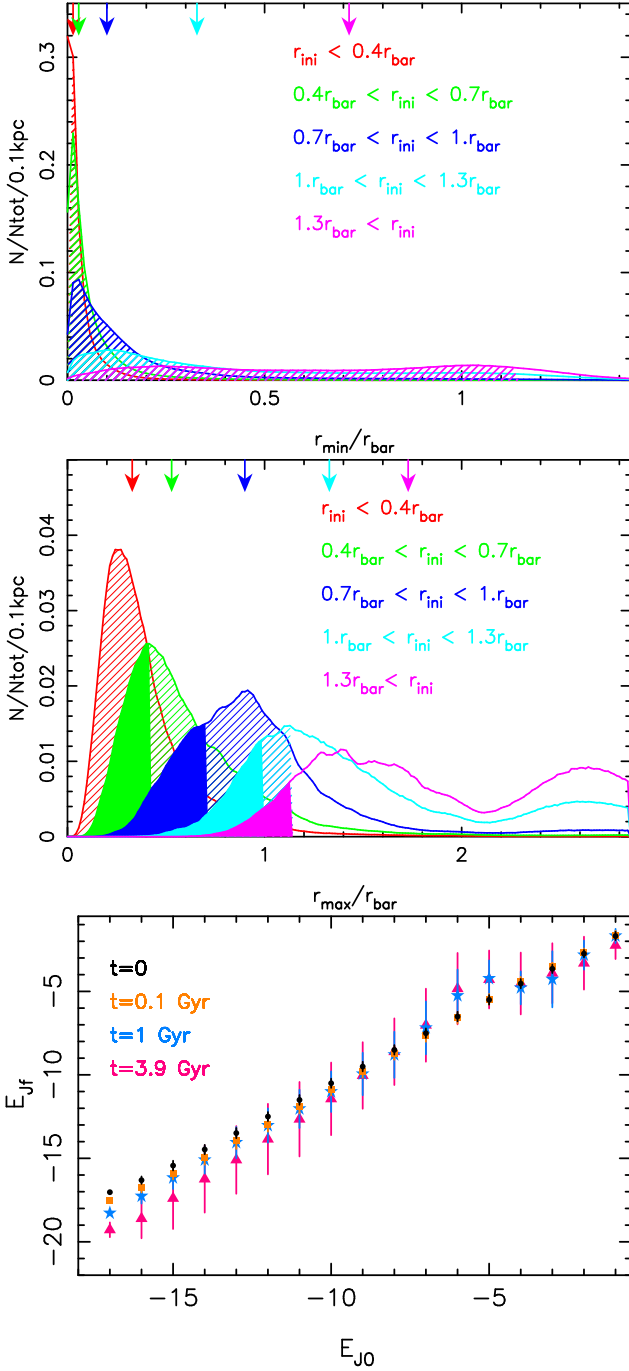 N/Ntot/0.1kpc
0.3
0.2
0.1
0
r_ini < 0.4r_bar
0.4r_bar < r_ini < 0.7r_bar
0.7r_bar < r_ini < 1.r_bar
1.r_bar < r_ini < 1.3r_bar
1.3r_bar < r_ini
0 0.5 1
r_min/r_bar
N/Ntot/0.1kpc
0.04
0.03
0.02
0.01
0
r_ini < 0.4r_bar
0.4r_bar < r_ini < 0.7r_bar
0.7r_bar < r_ini < 1.r_bar
1.r_bar < r_ini < 1.3r_bar
1.3r_bar< r_ini
0 1 2
r_max/r_bar
E_Jf
−5
−10
−15
−20
t=0
t=0.1 Gyr
t=1 Gyr
t=3.9 Gyr
−15 −10 −5
E_J0